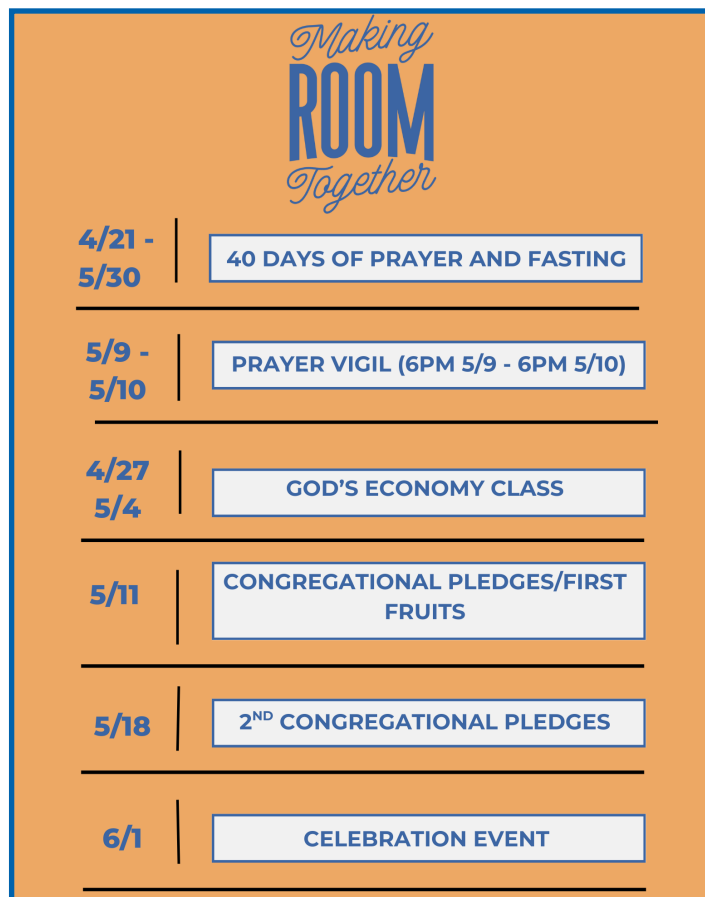 Making
ROOM
Together
4/21 -
5/30
40 DAYS OF PRAYER AND FASTING
5/9 -
5/10
PRAYER VIGIL (6PM 5/9 - 6PM 5/10)
4/27
5/4
GOD'S ECONOMY CLASS
5/11
CONGREGATIONAL PLEDGES/FIRST
FRUITS
5/18
2ND CONGREGATIONAL PLEDGES
6/1
CELEBRATION EVENT